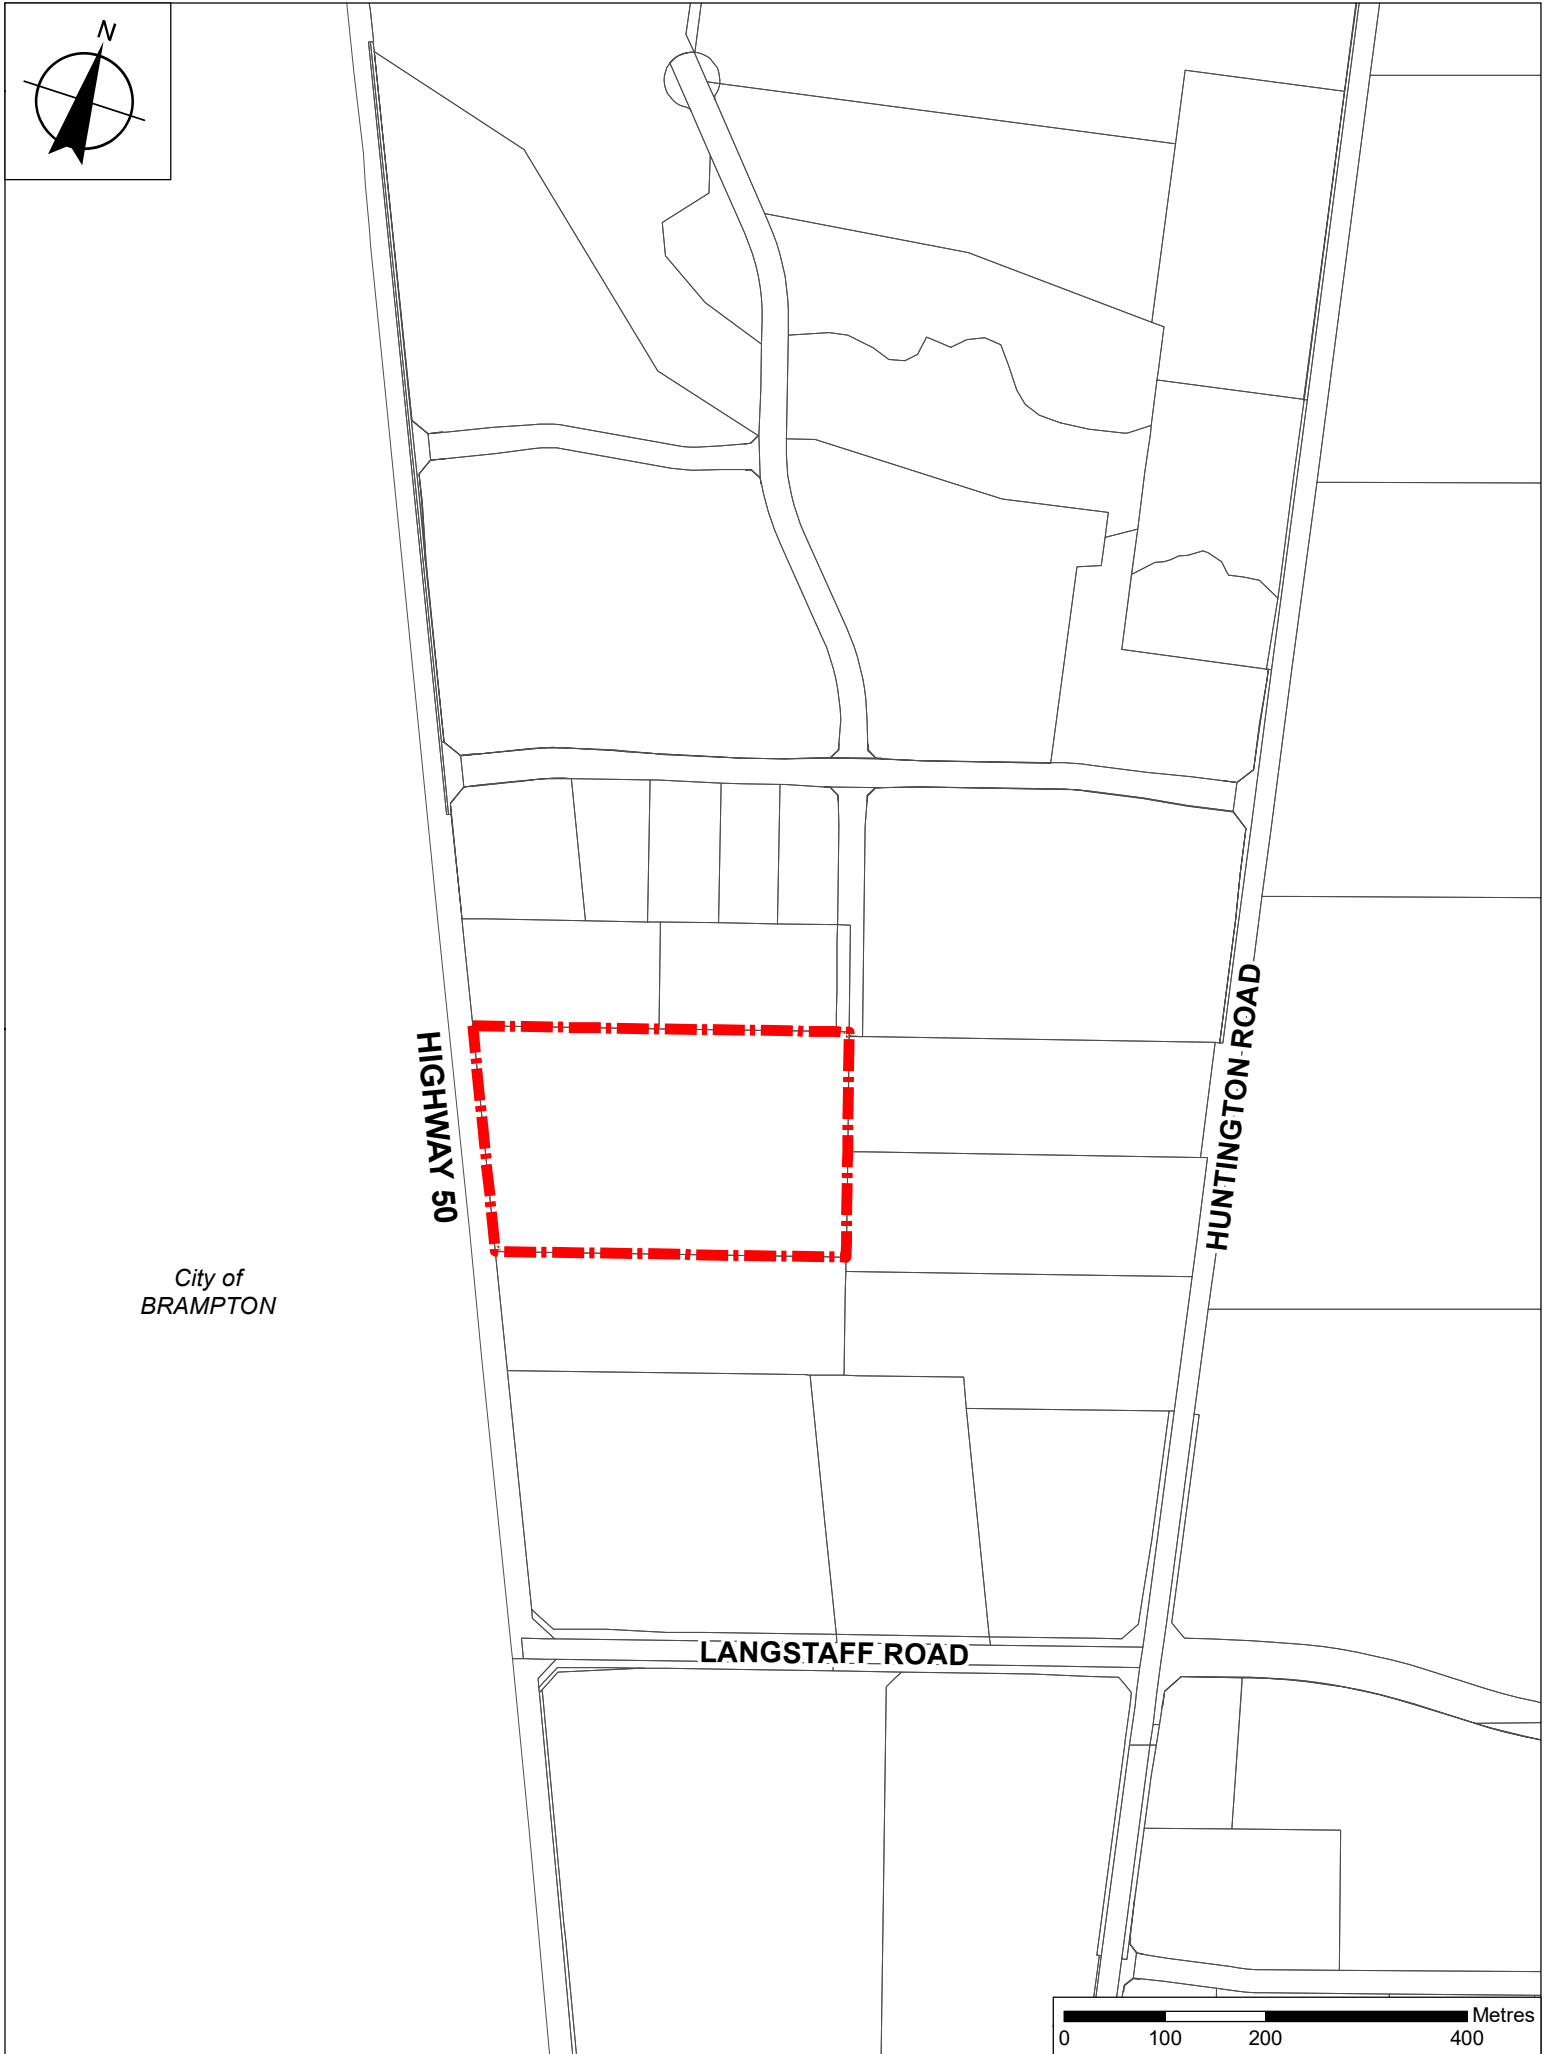 N
HIGHWAY 50
HUNTINGTON ROAD
City of
BRAMPTON
LANGSTAFF ROAD
Metres
0 100 200 400